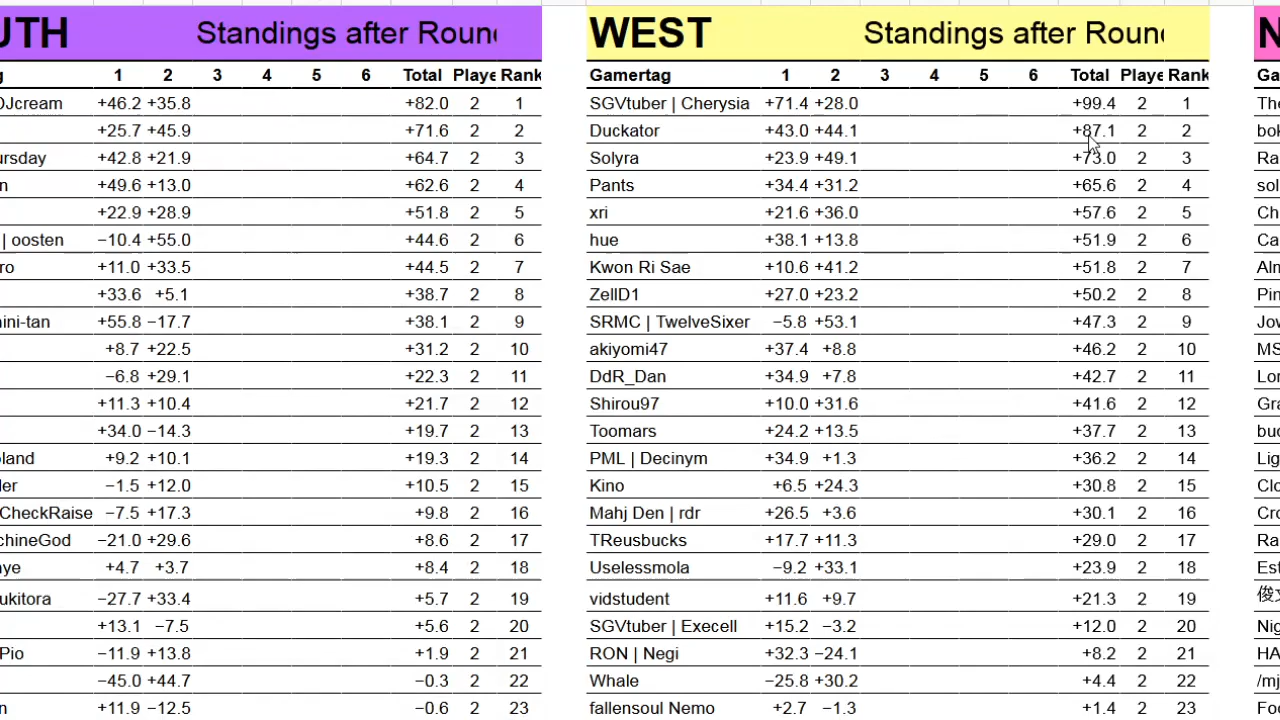 UTH Standings after Roun
1 2 3 4 5 6 Total Playe Rank
DJcream +46.2 +35.8 +82.0 2 1
+25.7 +45.9 +71.6 2 2
ursday +42.8 +21.9 +64.7 2 3
n +49.6 +13.0 +62.6 2 4
+22.9 +28.9 +51.8 2 5
| oosten −10.4 +55.0 +44.6 2 6
ro +11.0 +33.5 +44.5 2 7
+33.6 +5.1 +38.7 2 8
ini-tan +55.8 −17.7 +38.1 2 9
+8.7 +22.5 +31.2 2 10
−6.8 +29.1 +22.3 2 11
+11.3 +10.4 +21.7 2 12
+34.0 −14.3 +19.7 2 13
land +9.2 +10.1 +19.3 2 14
ler −1.5 +12.0 +10.5 2 15
CheckRaise −7.5 +17.3 +9.8 2 16
chineGod −21.0 +29.6 +8.6 2 17
ye +4.7 +3.7 +8.4 2 18
ukitora −27.7 +33.4 +5.7 2 19
+13.1 −7.5 +5.6 2 20
Pio −11.9 +13.8 +1.9 2 21
−45.0 +44.7 −0.3 2 22
n +11.9 −12.5 −0.6 2 23
WEST Standings after Roun
Gamertag 1 2 3 4 5 6 Total Playe Rank
SGVtuber | Cherysia +71.4 +28.0 +99.4 2 1
Duckator +43.0 +44.1 +87.1 2 2
Solyra +23.9 +49.1 +73.0 2 3
Pants +34.4 +31.2 +65.6 2 4
xri +21.6 +36.0 +57.6 2 5
hue +38.1 +13.8 +51.9 2 6
Kwon Ri Sae +10.6 +41.2 +51.8 2 7
ZellD1 +27.0 +23.2 +50.2 2 8
SRMC | TwelveSixer −5.8 +53.1 +47.3 2 9
akiyomi47 +37.4 +8.8 +46.2 2 10
DdR_Dan +34.9 +7.8 +42.7 2 11
Shirou97 +10.0 +31.6 +41.6 2 12
Toomars +24.2 +13.5 +37.7 2 13
PML | Decinym +34.9 +1.3 +36.2 2 14
Kino +6.5 +24.3 +30.8 2 15
Mahj Den | rdr +26.5 +3.6 +30.1 2 16
TReusbucks +17.7 +11.3 +29.0 2 17
Uselessmola −9.2 +33.1 +23.9 2 18
vidstudent +11.6 +9.7 +21.3 2 19
SGVtuber | Execell +15.2 −3.2 +12.0 2 20
RON | Negi +32.3 −24.1 +8.2 2 21
Whale −25.8 +30.2 +4.4 2 22
fallensoul Nemo +2.7 −1.3 +1.4 2 23
N
Ga
The
bok
Ra
sol
Ch
Ca
Alm
Pin
Jov
MS
Lor
Gra
buc
Lig
Clo
Cro
Ra
Est
俊
Nig
HA
/mj
Foo